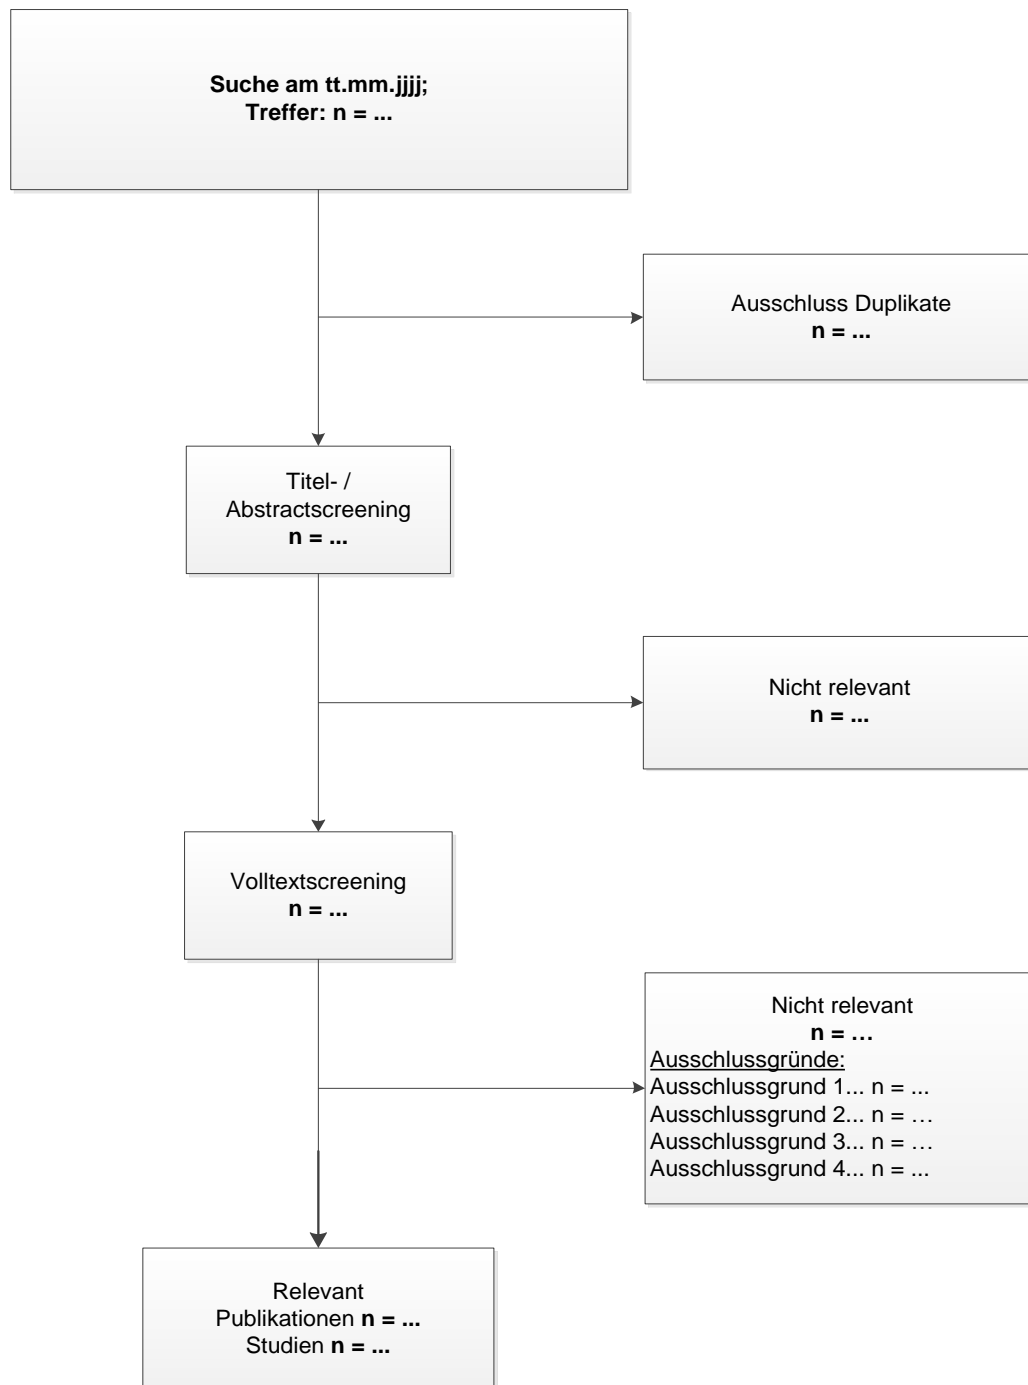 Suche am tt.mm.jjjj;
Treffer: n = ...
Ausschluss Duplikate
n = ...
Titel- /
Abstractscreening
n = ...
Nicht relevant
n = ...
Volltextscreening
n = ...
Nicht relevant
n = …
Ausschlussgründe:
Ausschlussgrund 1... n = ...
Ausschlussgrund 2... n = …
Ausschlussgrund 3... n = …
Ausschlussgrund 4... n = ...
Relevant
Publikationen n = ...
Studien n = ...